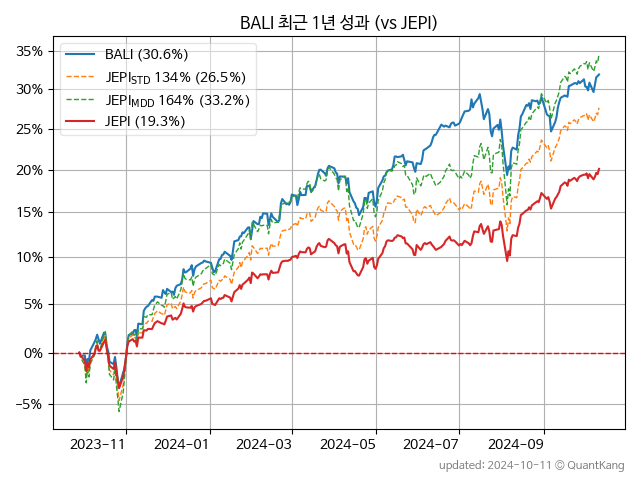 BALI 최근 1년 성과 (vs JEPI)
BALI (30.6%)
JEPI_STD 134% (26.5%)
JEPI_MDD 164% (33.2%)
JEPI (19.3%)
35%
30%
25%
20%
15%
10%
5%
0%
−5%
2023−11 2024−01 2024−03 2024−05 2024−07 2024−09
updated: 2024-10-11 © QuantKang